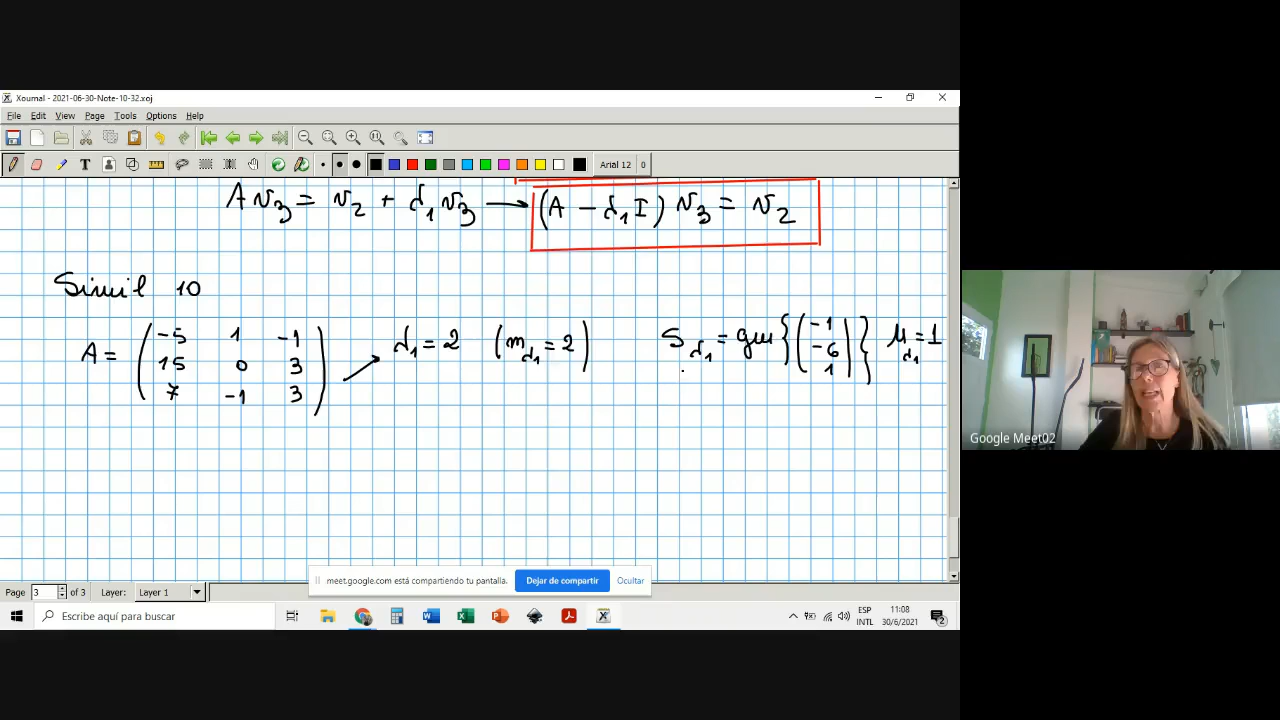 Xournal - 2021-06-30-Note-10-32.xoj
File Edit View Page Tools Options Help
Arial 12 0
A v₃ = v₂ + λ₁ v₃ → (A - λ₁ I) v₃ = v₂
Simil 10
A = ( -5 1 -1
15 0 3
7 -1 3 )
λ₁ = 2 (m_λ₁ = 2)
S_λ₁ = gen { ( -1
-6
1 ) } μ_λ₁ = 1
Google Meet02
meet.google.com está compartiendo tu pantalla. Dejar de compartir Ocultar
Page 3 of 3 Layer: Layer 1
Escribe aquí para buscar
ESP
INTL
11:08
30/6/2021
2